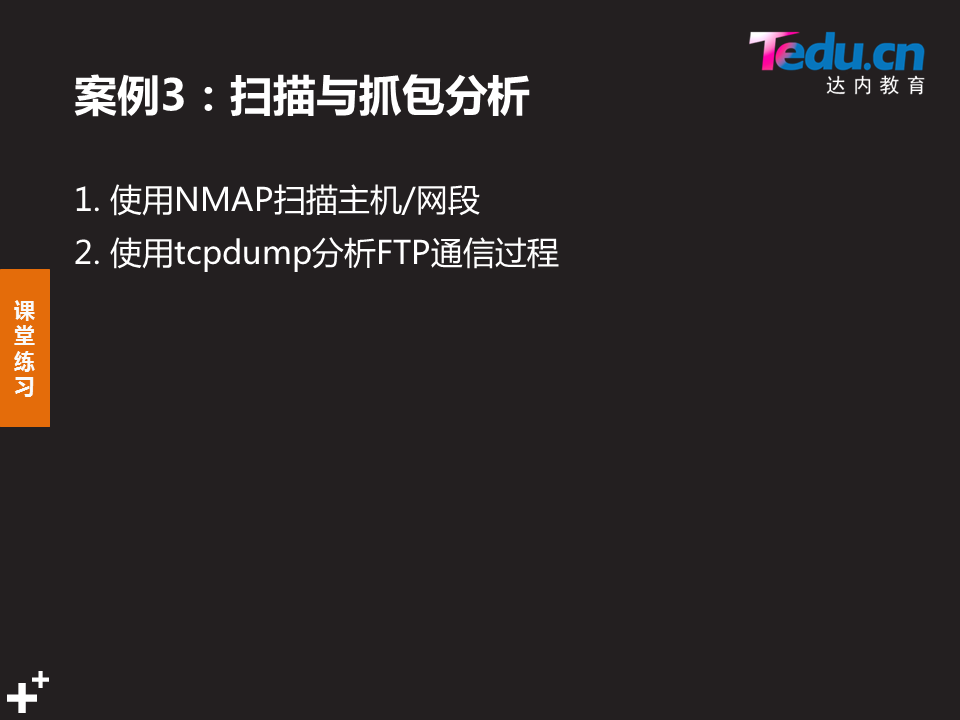 Tedu.cn
达内教育
案例3：扫描与抓包分析
1. 使用NMAP扫描主机/网段
2. 使用tcpdump分析FTP通信过程
课堂练习